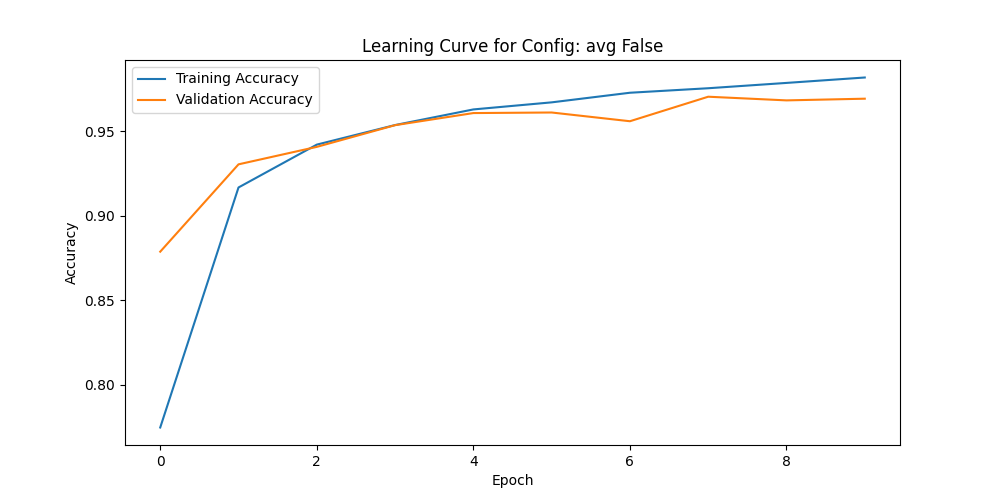 Learning Curve for Config: avg False
Training Accuracy
Validation Accuracy
Accuracy
0.95
0.90
0.85
0.80
0 2 4 6 8
Epoch